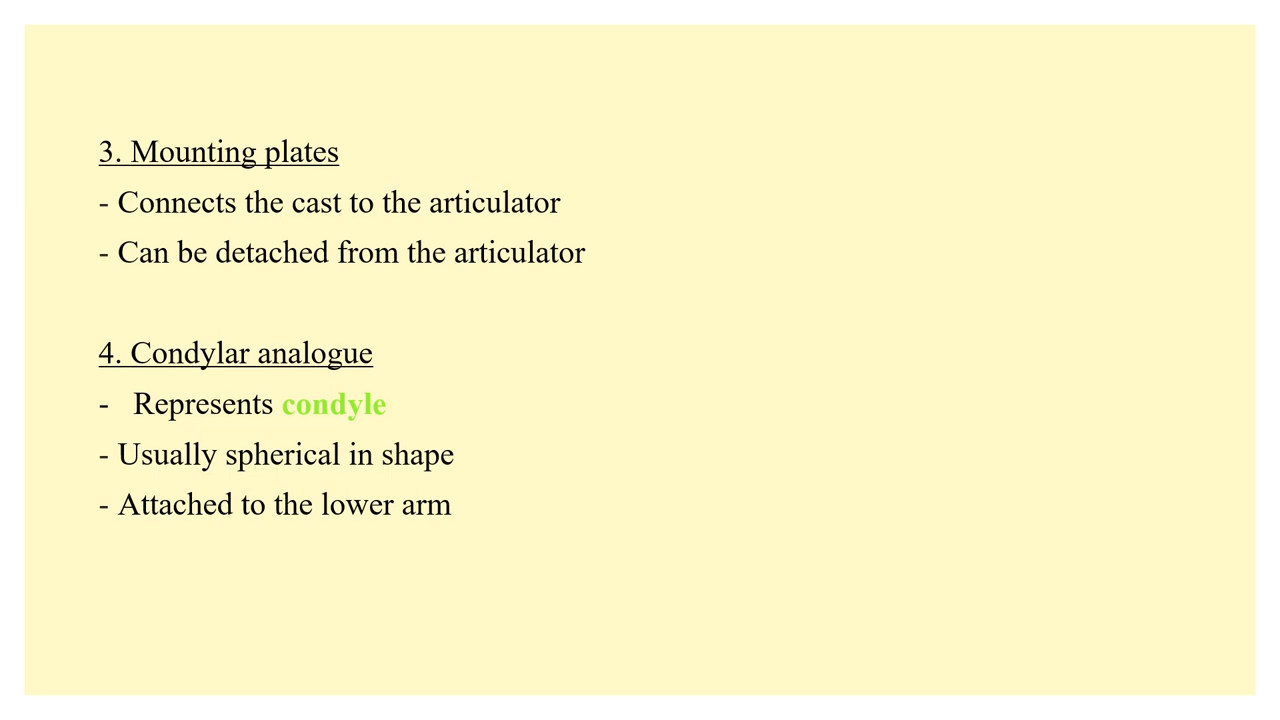 3. Mounting plates
- Connects the cast to the articulator
- Can be detached from the articulator
4. Condylar analogue
- Represents condyle
- Usually spherical in shape
- Attached to the lower arm